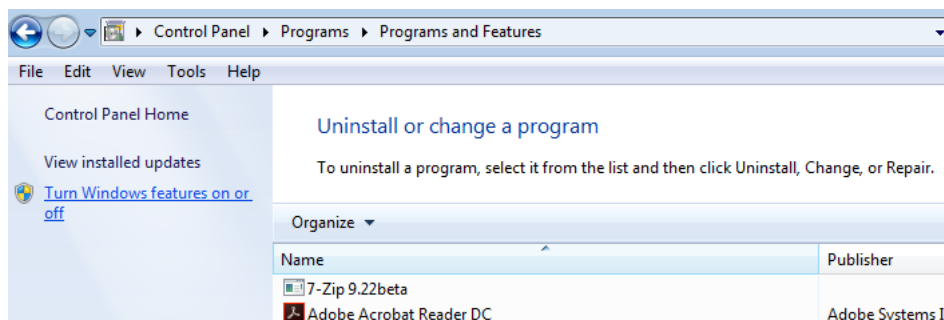 Control Panel Programs Programs and Features
File Edit View Tools Help
Control Panel Home
View installed updates
Turn Windows features on or
off
Uninstall or change a program
To uninstall a program, select it from the list and then click Uninstall, Change, or Repair.
Organize
Name Publisher
7-Zip 9.22beta
Adobe Acrobat Reader DC Adobe Systems I